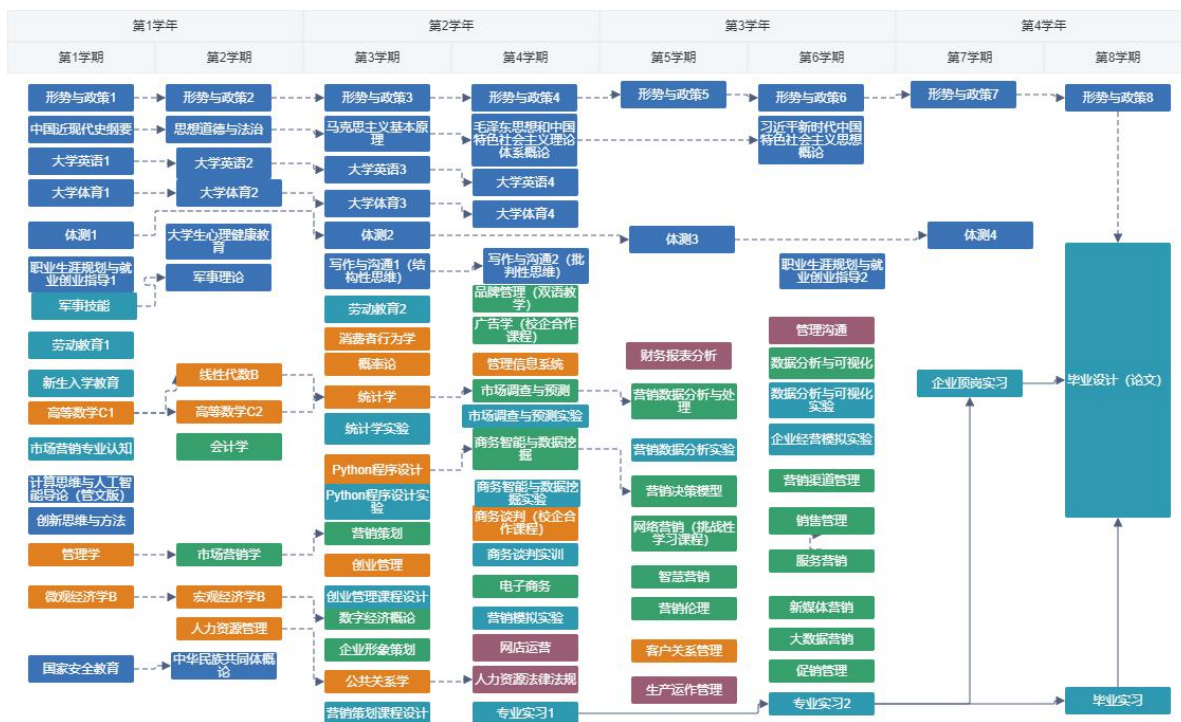 第1学年
第2学年
第3学年
第4学年
第1学期
第2学期
第3学期
第4学期
第5学期
第6学期
第7学期
第8学期
形势与政策1
形势与政策2
形势与政策3
形势与政策4
形势与政策5
形势与政策6
形势与政策7
形势与政策8
中国近现代史纲要
思想道德与法治
马克思主义基本原
理
毛泽东思想和中国
特色社会主义理论
体系概论
习近平新时代中国
特色社会主义思想
概论
大学英语1
大学英语2
大学英语3
大学英语4
大学体育1
大学体育2
大学体育3
大学体育4
体测1
大学生心理健康教
育
体测2
体测3
体测4
职业生涯规划与就
业创业指导1
军事理论
写作与沟通1（结
构性思维）
写作与沟通2（批
判性思维）
职业生涯规划与就
业创业指导2
军事技能
劳动教育2
品牌管理（双语教
学）
劳动教育1
消费者行为学
广告学（校企合作
课程）
管理沟通
新生入学教育
线性代数B
概率论
管理信息系统
财务报表分析
数据分析与可视化
企业顶岗实习
毕业设计（论文）
高等数学C1
高等数学C2
统计学
市场调查与预测
营销数据分析与处
理
数据分析与可视化
实验
市场营销专业认知
会计学
统计学实验
市场调查与预测实验
营销数据分析实验
企业经营模拟实验
计算思维与人工智
能导论（管文版）
Python程序设计
商务智能与数据挖
掘
营销决策模型
营销渠道管理
创新思维与方法
Python程序设计实
验
商务智能与数据挖
掘实验
网络营销（挑战性
学习课程）
销售管理
管理学
市场营销学
营销策划
商务谈判（校企合
作课程）
服务营销
创业管理
商务谈判实训
智慧营销
微观经济学B
宏观经济学B
创业管理课程设计
电子商务
营销伦理
新媒体营销
人力资源管理
数字经济概论
营销模拟实验
大数据营销
企业形象策划
网店运营
客户关系管理
促销管理
国家安全教育
中华民族共同体概
论
公共关系学
人力资源法律法规
生产运作管理
专业实习2
毕业实习
营销策划课程设计
专业实习1